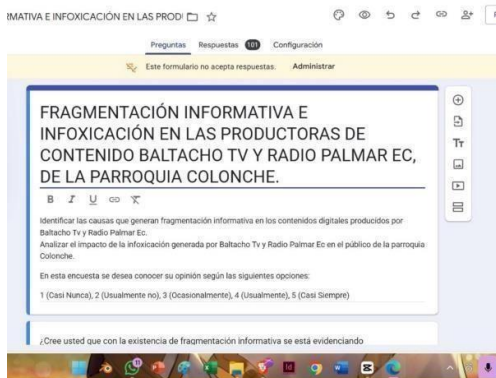 RMATIVA E INFOXICACIÓN EN LAS PROD
Preguntas Respuestas 101 Configuración
Este formulario no acepta respuestas. Administrar
FRAGMENTACIÓN INFORMATIVA E
INFOXICACIÓN EN LAS PRODUCTORAS DE
CONTENIDO BALTACHO TV Y RADIO PALMAR EC,
DE LA PARROQUIA COLONCHE.
B I U
Tт
Identificar las causas que generan fragmentación informativa en los contenidos digitales producidos por
Baltacho Tv y Radio Palmar Ec.
Analizar el impacto de la infoxicación generada por Baltacho Tv y Radio Palmar Ec en el público de la parroquia
Colonche.
En esta encuesta se desea conocer su opinión según las siguientes opciones:
1 (Casi Nunca), 2 (Usualmente no), 3 (Ocasionalmente), 4 (Usualmente), 5 (Casi Siempre)
¿Cree usted que con la existencia de fragmentación informativa se está evidenciando